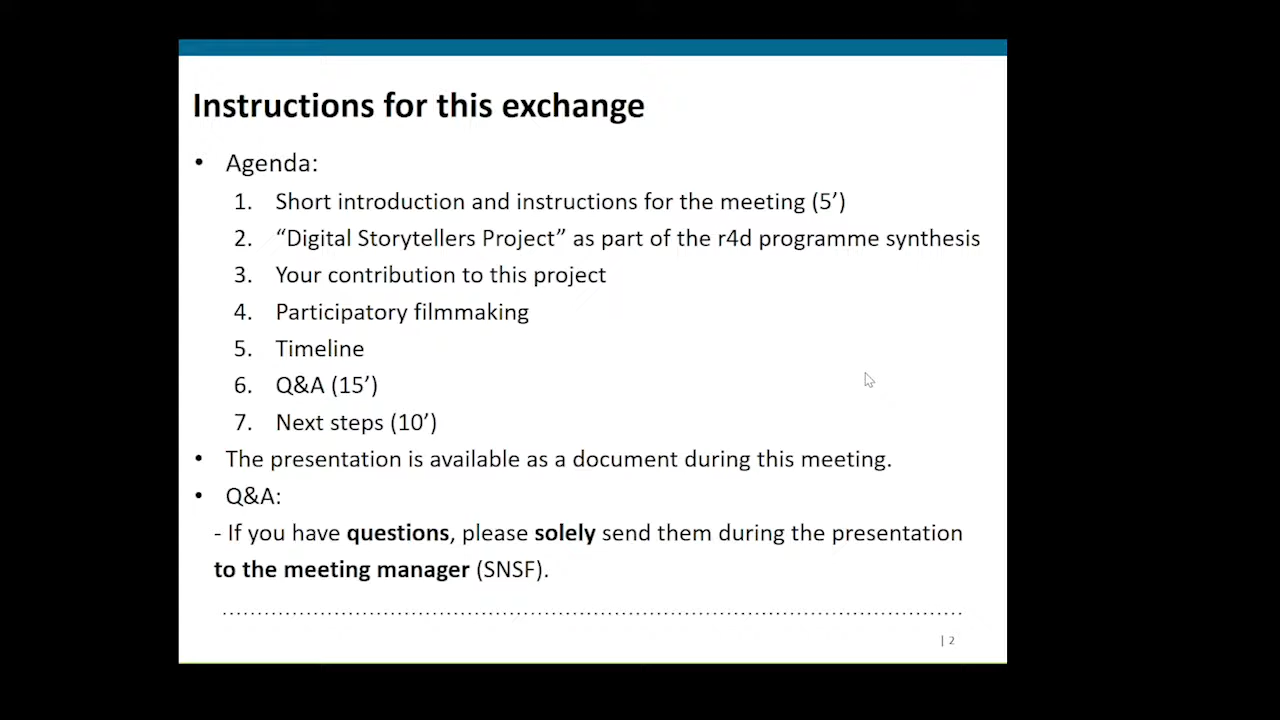 Instructions for this exchange
• Agenda:
1. Short introduction and instructions for the meeting (5’)
2. “Digital Storytellers Project” as part of the r4d programme synthesis
3. Your contribution to this project
4. Participatory filmmaking
5. Timeline
6. Q&A (15’)
7. Next steps (10’)
• The presentation is available as a document during this meeting.
• Q&A:
- If you have questions, please solely send them during the presentation
to the meeting manager (SNSF).
| 2